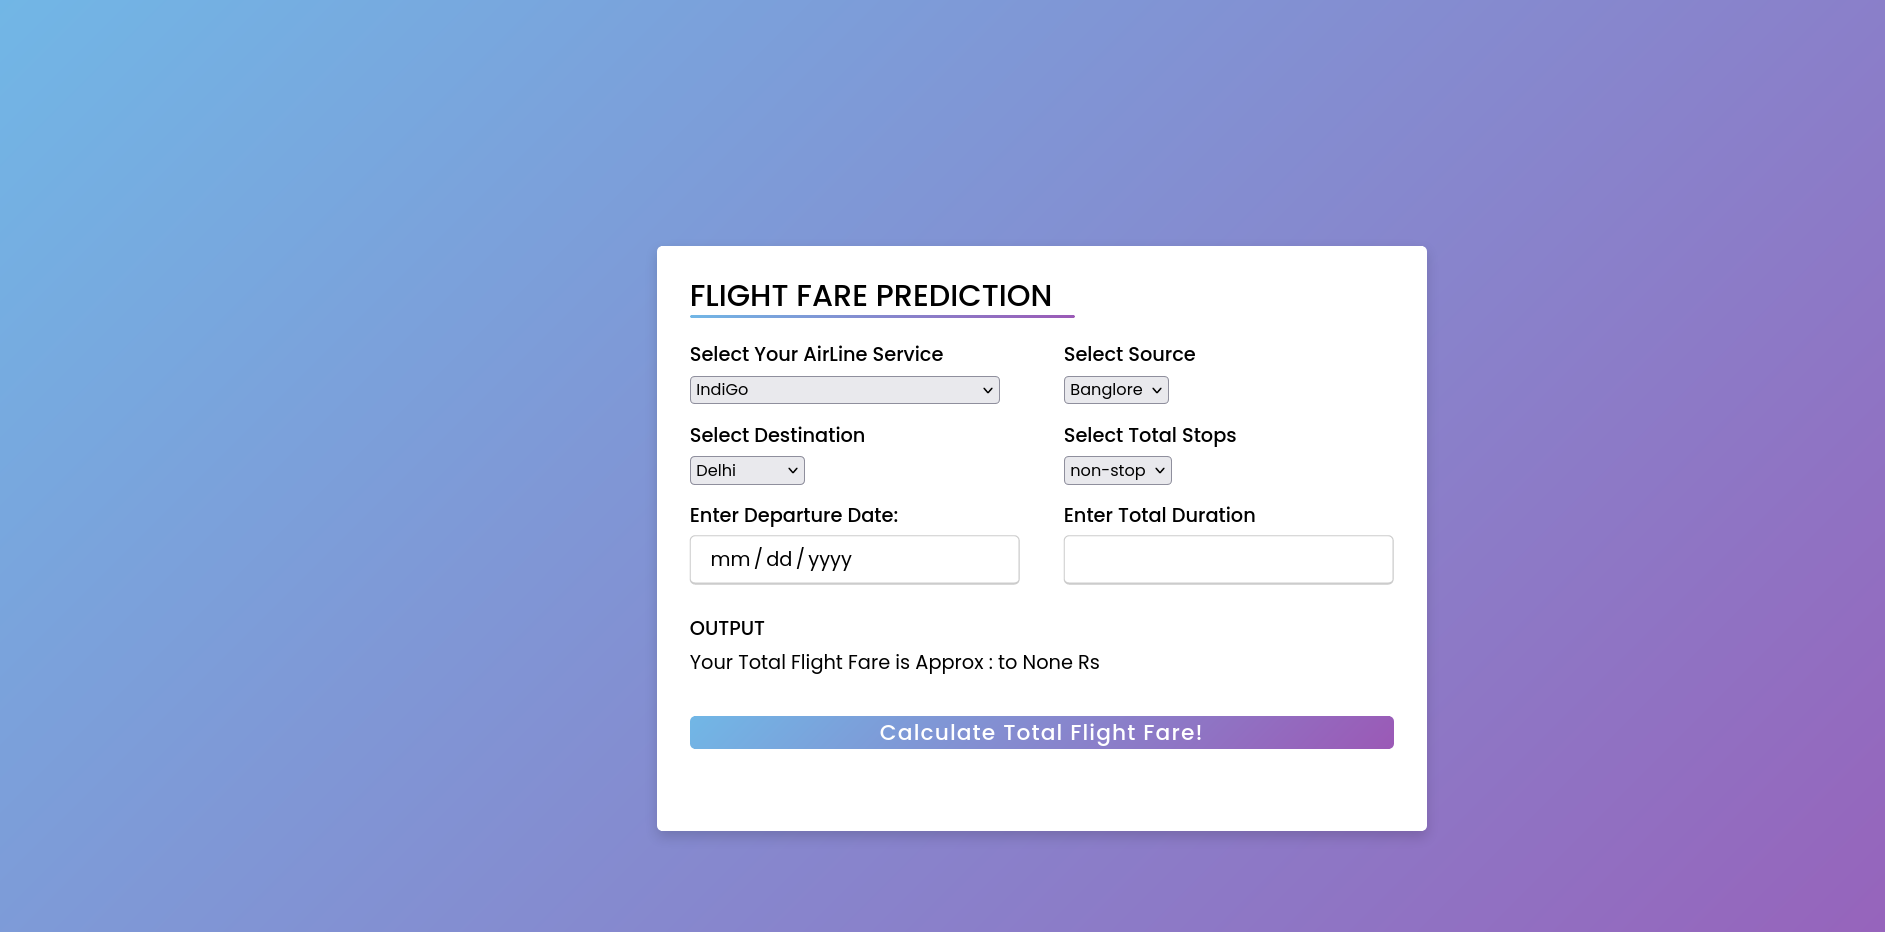 FLIGHT FARE PREDICTION
Select Your AirLine Service
Select Source
IndiGo
Banglore
Select Destination
Select Total Stops
Delhi
non-stop
Enter Departure Date:
Enter Total Duration
mm / dd / yyyy
OUTPUT
Your Total Flight Fare is Approx : to None Rs
Calculate Total Flight Fare!